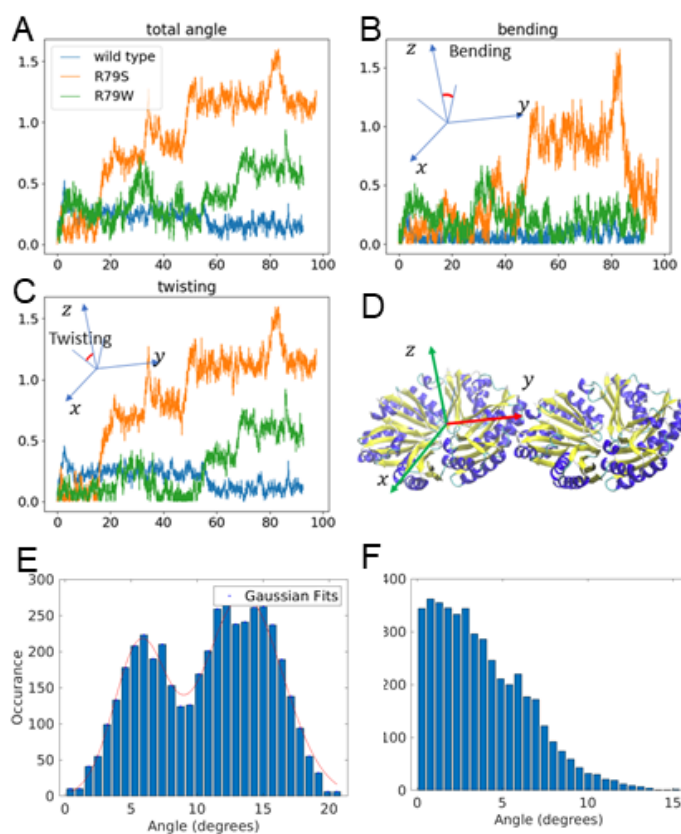 A
total angle
wild type
R79S
R79W
1.5
1.0
0.5
0.0
0 20 40 60 80 100
B
bending
z
Bending
y
x
1.5
1.0
0.5
0.0
0 20 40 60 80 100
C
twisting
z
Twisting
y
x
1.5
1.0
0.5
0.0
0 20 40 60 80 100
D
z
y
x
E
Gaussian Fits
Occurance
300
250
200
150
100
50
0
0 5 10 15 20
Angle (degrees)
F
400
300
200
100
0
0 5 10 15
Angle (degrees)